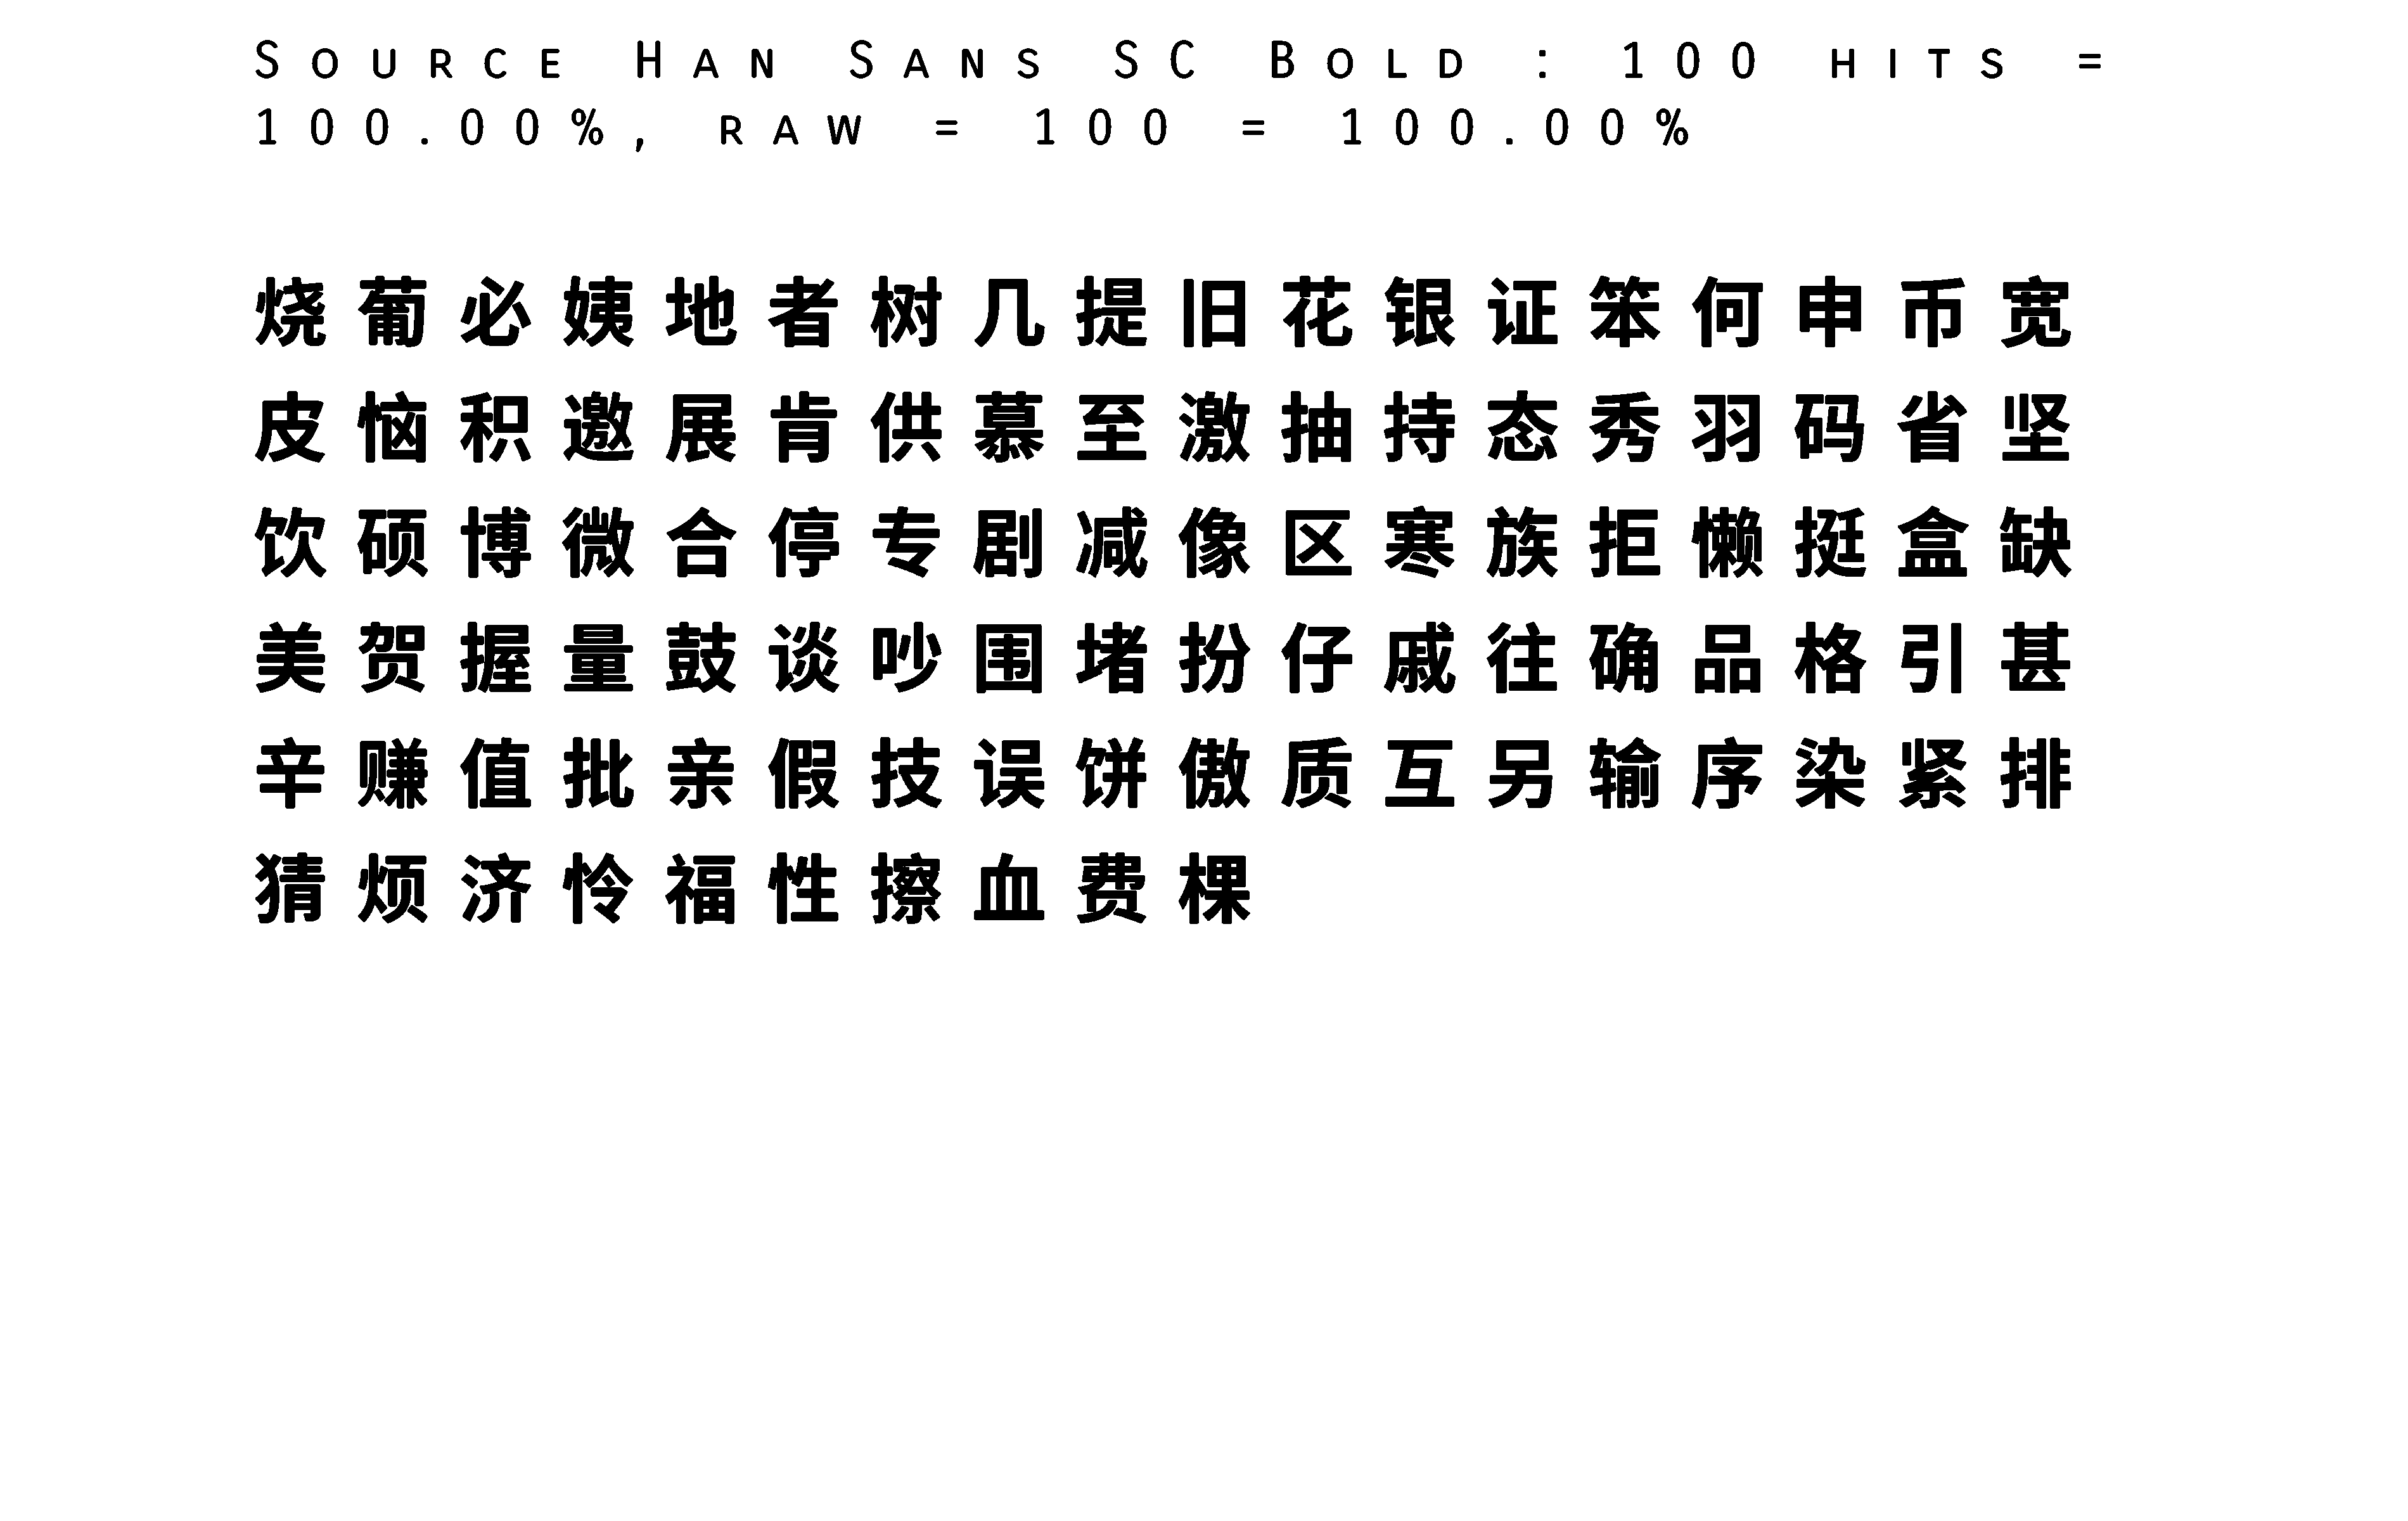 Source Han Sans SC Bold : 100 hits =
100.00%, raw = 100 = 100.00%
烧葡必姨地者树几提旧花银证笨何申币宽
皮恼积邀展肯供慕至激抽持态秀羽码省坚
饮硕博微合停专剧减像区寒族拒懒挺盒缺
美贺握量鼓谈吵围堵扮仔戚往确品格引甚
辛赚值批亲假技误饼傲质互另输序染紧排
猜烦济怜福性擦血费棵